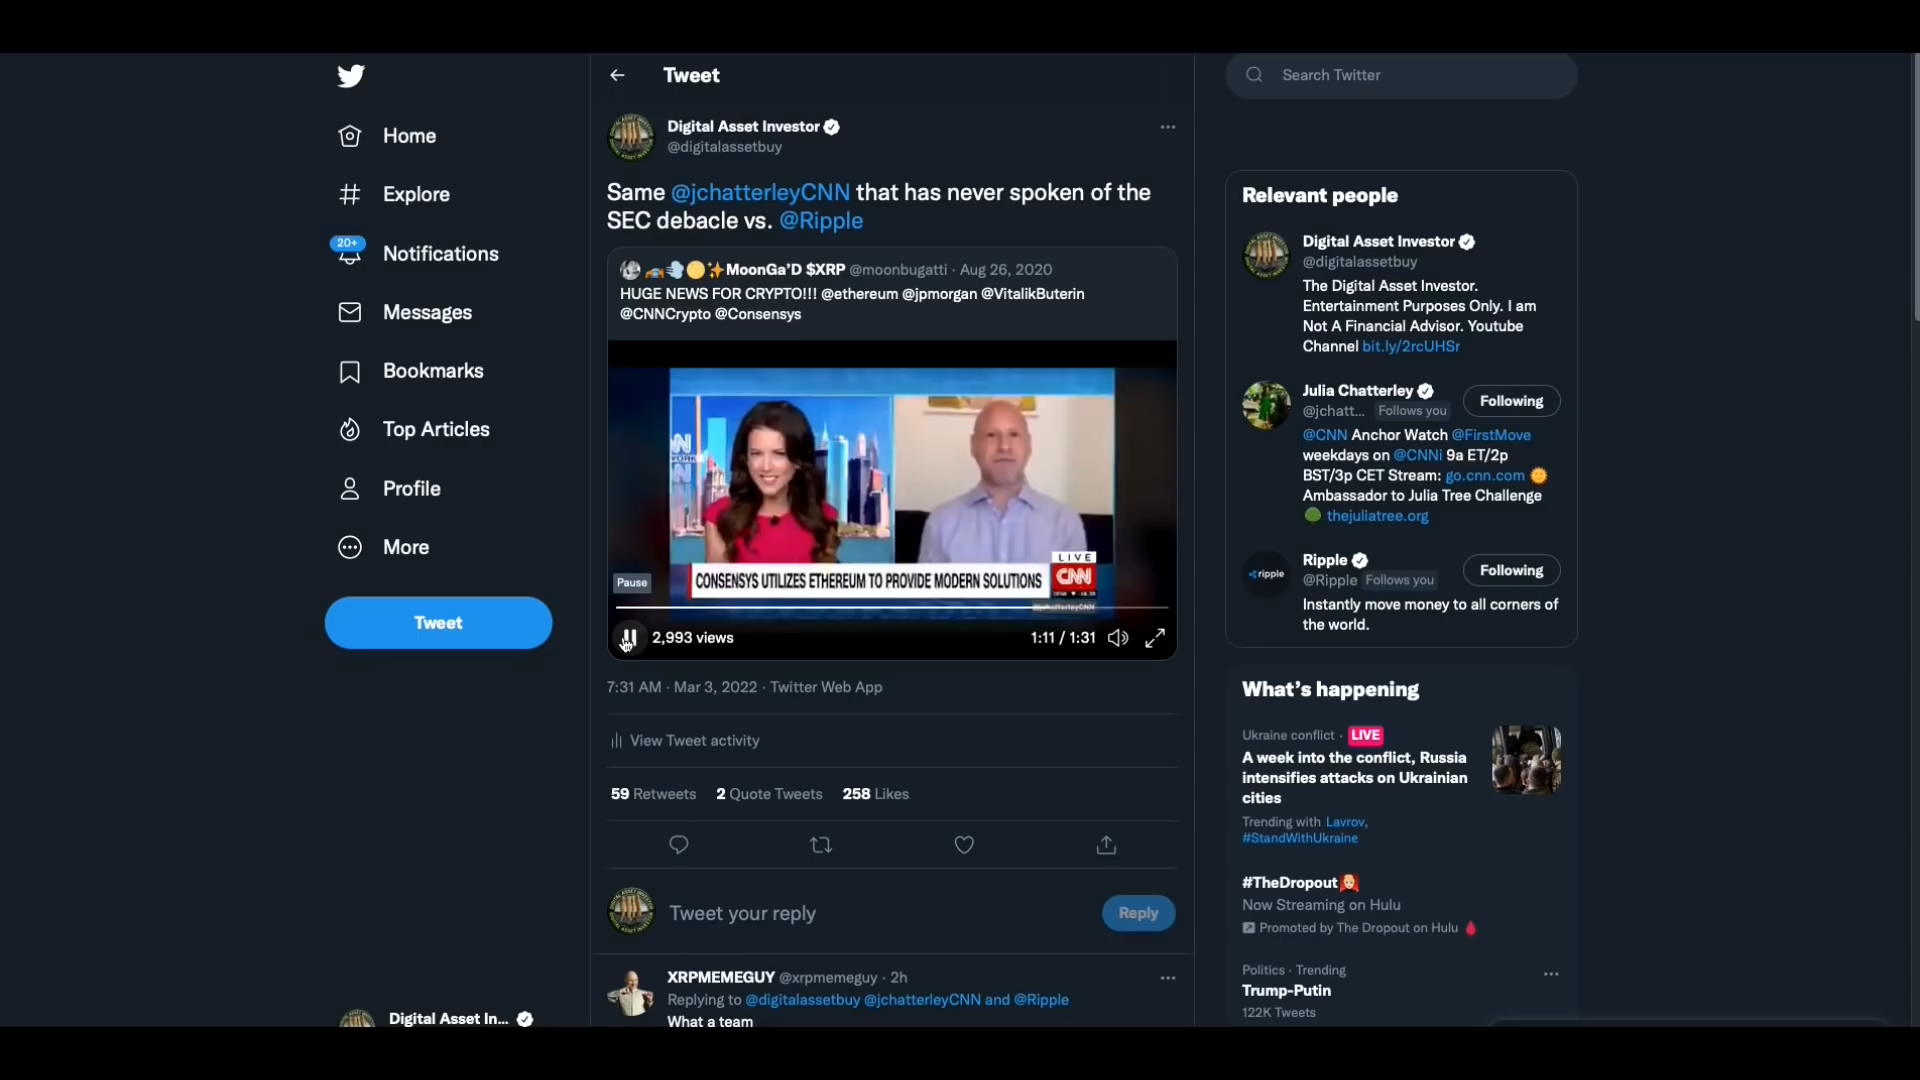 Tweet
Search Twitter
Digital Asset Investor
@digitalassetbuy
Home
Explore
20+
Notifications
Messages
Bookmarks
Top Articles
Profile
More
Tweet
Digital Asset In...
Same @jchatterleyCNN that has never spoken of the
SEC debacle vs. @Ripple
MoonGa'D $XRP @moonbugatti · Aug 26, 2020
HUGE NEWS FOR CRYPTO!!! @ethereum @jpmorgan @VitalikButerin
@CNNCrypto @Consensys
LIVE
CONSENSYS UTILIZES ETHEREUM TO PROVIDE MODERN SOLUTIONS
CNN
Pause
2,993 views
1:11 / 1:31
7:31 AM · Mar 3, 2022 · Twitter Web App
View Tweet activity
59 Retweets 2 Quote Tweets 258 Likes
Tweet your reply
Reply
XRPMEMEGUY @xrpmemeguy · 2h
Replying to @digitalassetbuy @jchatterleyCNN and @Ripple
What a team
Relevant people
Digital Asset Investor
@digitalassetbuy
The Digital Asset Investor.
Entertainment Purposes Only. I am
Not A Financial Advisor. Youtube
Channel bit.ly/2rcUHSr
Julia Chatterley
@jchatt... Follows you
Following
@CNN Anchor Watch @FirstMove
weekdays on @CNNi 9a ET/2p
BST/3p CET Stream: go.cnn.com
Ambassador to Julia Tree Challenge
thejuliatree.org
ripple
Ripple
@Ripple Follows you
Following
Instantly move money to all corners of
the world.
What's happening
Ukraine conflict · LIVE
A week into the conflict, Russia
intensifies attacks on Ukrainian
cities
Trending with Lavrov,
#StandWithUkraine
#TheDropout
Now Streaming on Hulu
Promoted by The Dropout on Hulu
Politics · Trending
Trump-Putin
122K Tweets